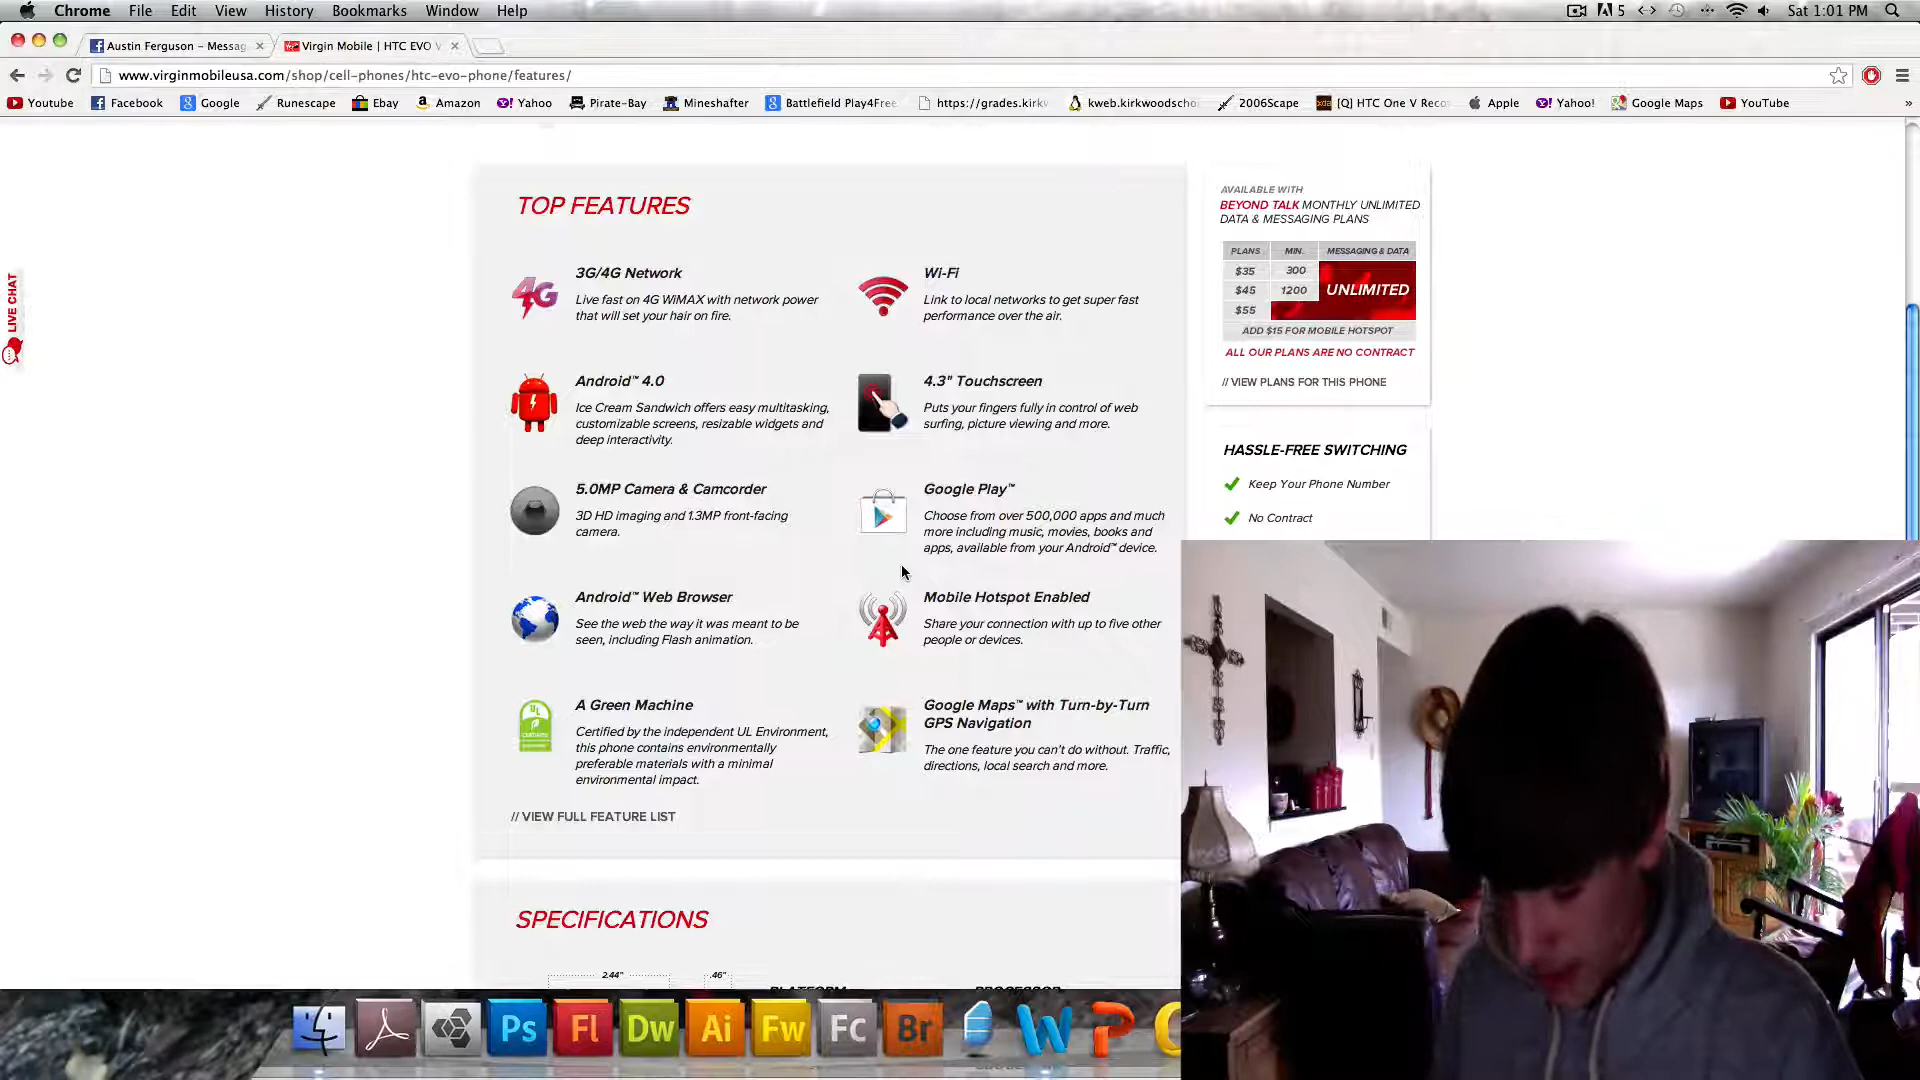 Chrome File Edit View History Bookmarks Window Help
5 Sat 1:01 PM
Austin Ferguson – Messag
Virgin Mobile | HTC EVO V
www.virginmobileusa.com/shop/cell-phones/htc-evo-phone/features/
Youtube Facebook Google Runescape Ebay Amazon Yahoo Pirate-Bay Mineshafter Battlefield Play4Free https://grades.kirkw kweb.kirkwoodscho 2006Scape [Q] HTC One V Reco Apple Yahoo! Google Maps YouTube »
LIVE CHAT
TOP FEATURES
4G
3G/4G Network
Live fast on 4G WiMAX with network power
that will set your hair on fire.
Wi-Fi
Link to local networks to get super fast
performance over the air.
Android™ 4.0
Ice Cream Sandwich offers easy multitasking,
customizable screens, resizable widgets and
deep interactivity.
4.3" Touchscreen
Puts your fingers fully in control of web
surfing, picture viewing and more.
5.0MP Camera & Camcorder
3D HD imaging and 1.3MP front-facing
camera.
Google Play™
Choose from over 500,000 apps and much
more including music, movies, books and
apps, available from your Android™ device.
Android™ Web Browser
See the web the way it was meant to be
seen, including Flash animation.
Mobile Hotspot Enabled
Share your connection with up to five other
people or devices.
UL
A Green Machine
Certified by the independent UL Environment,
this phone contains environmentally
preferable materials with a minimal
environmental impact.
Google Maps™ with Turn-by-Turn
GPS Navigation
The one feature you can't do without. Traffic,
directions, local search and more.
// VIEW FULL FEATURE LIST
AVAILABLE WITH
BEYOND TALK MONTHLY UNLIMITED
DATA & MESSAGING PLANS
PLANS MIN. MESSAGING & DATA
$35 300
$45 1200 UNLIMITED
$55
ADD $15 FOR MOBILE HOTSPOT
ALL OUR PLANS ARE NO CONTRACT
// VIEW PLANS FOR THIS PHONE
HASSLE-FREE SWITCHING
Keep Your Phone Number
No Contract
SPECIFICATIONS
2.44" .46"
PLATFORM PROCESSOR
Ps Fl Dw Ai Fw Fc Br